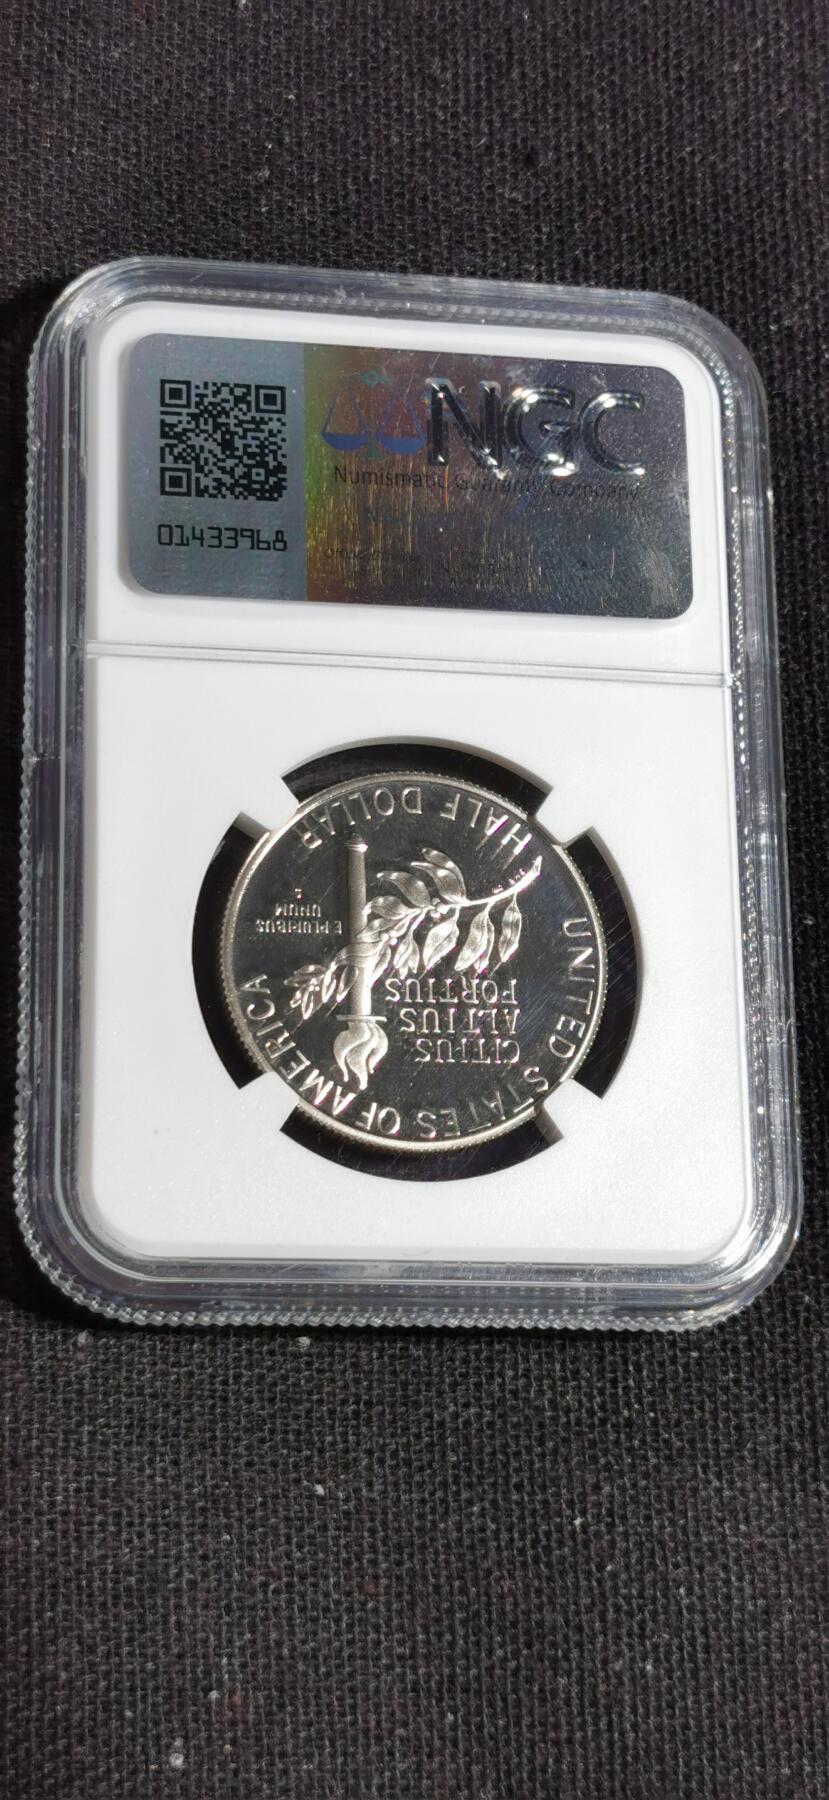 NGC
Numismatic Guaranty Company
01433968
HALF DOLLAR
E PLURIBUS
UNUM
CITIUS
ALTIUS
FORTIUS
UNITED STATES OF AMERICA